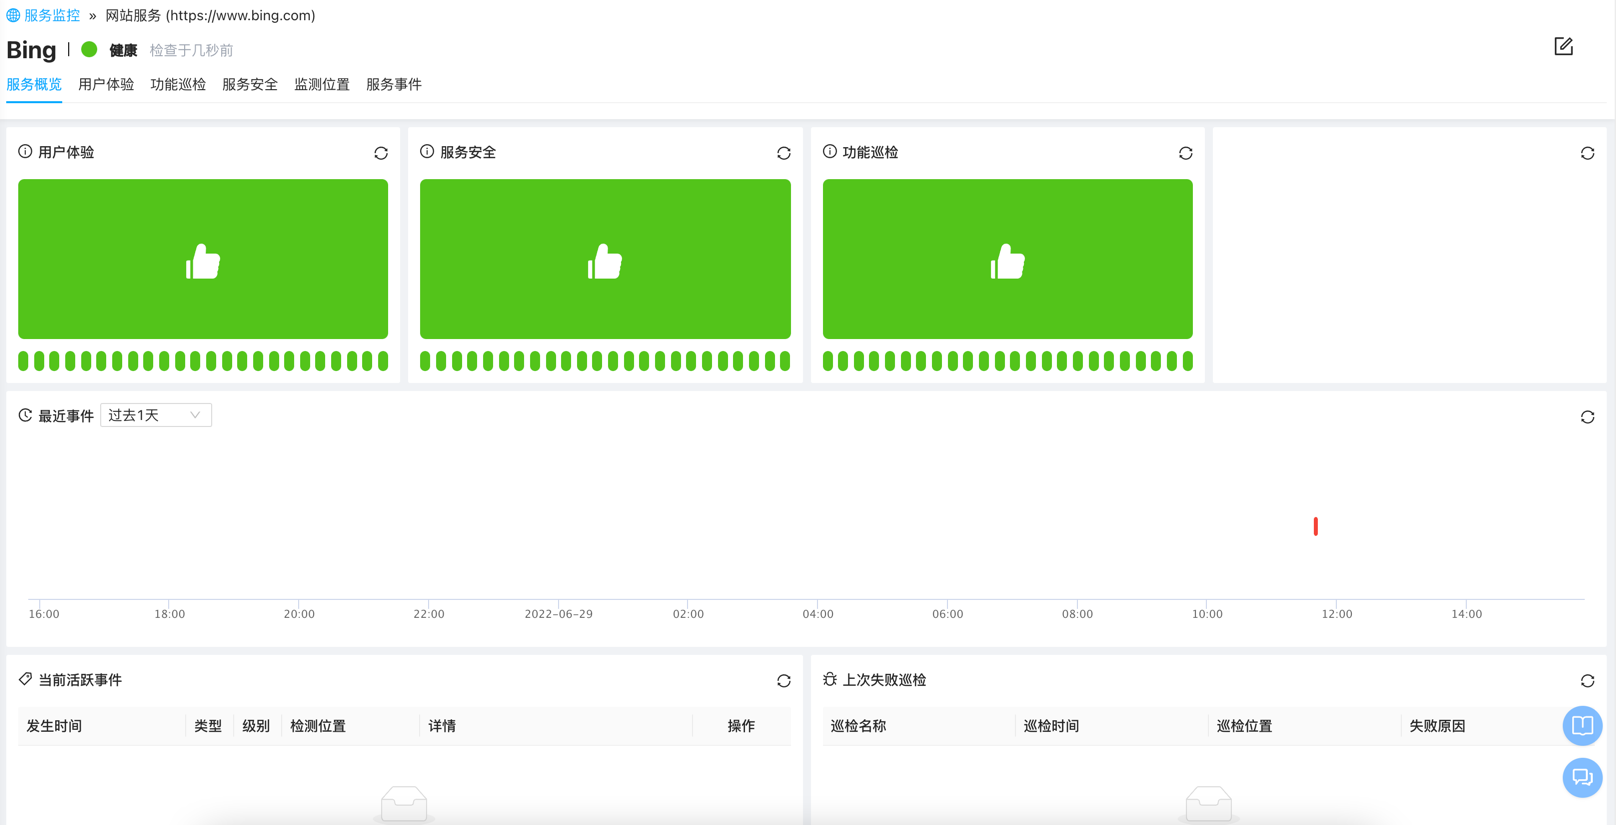 服务监控 » 网站服务 (https://www.bing.com)
Bing 健康 检查于几秒前
服务概览 用户体验 功能巡检 服务安全 监测位置 服务事件
用户体验 服务安全 功能巡检
最近事件 过去1天
16:00 18:00 20:00 22:00 2022-06-29 02:00 04:00 06:00 08:00 10:00 12:00 14:00
当前活跃事件 上次失败巡检
发生时间 类型 级别 检测位置 详情 操作 巡检名称 巡检时间 巡检位置 失败原因